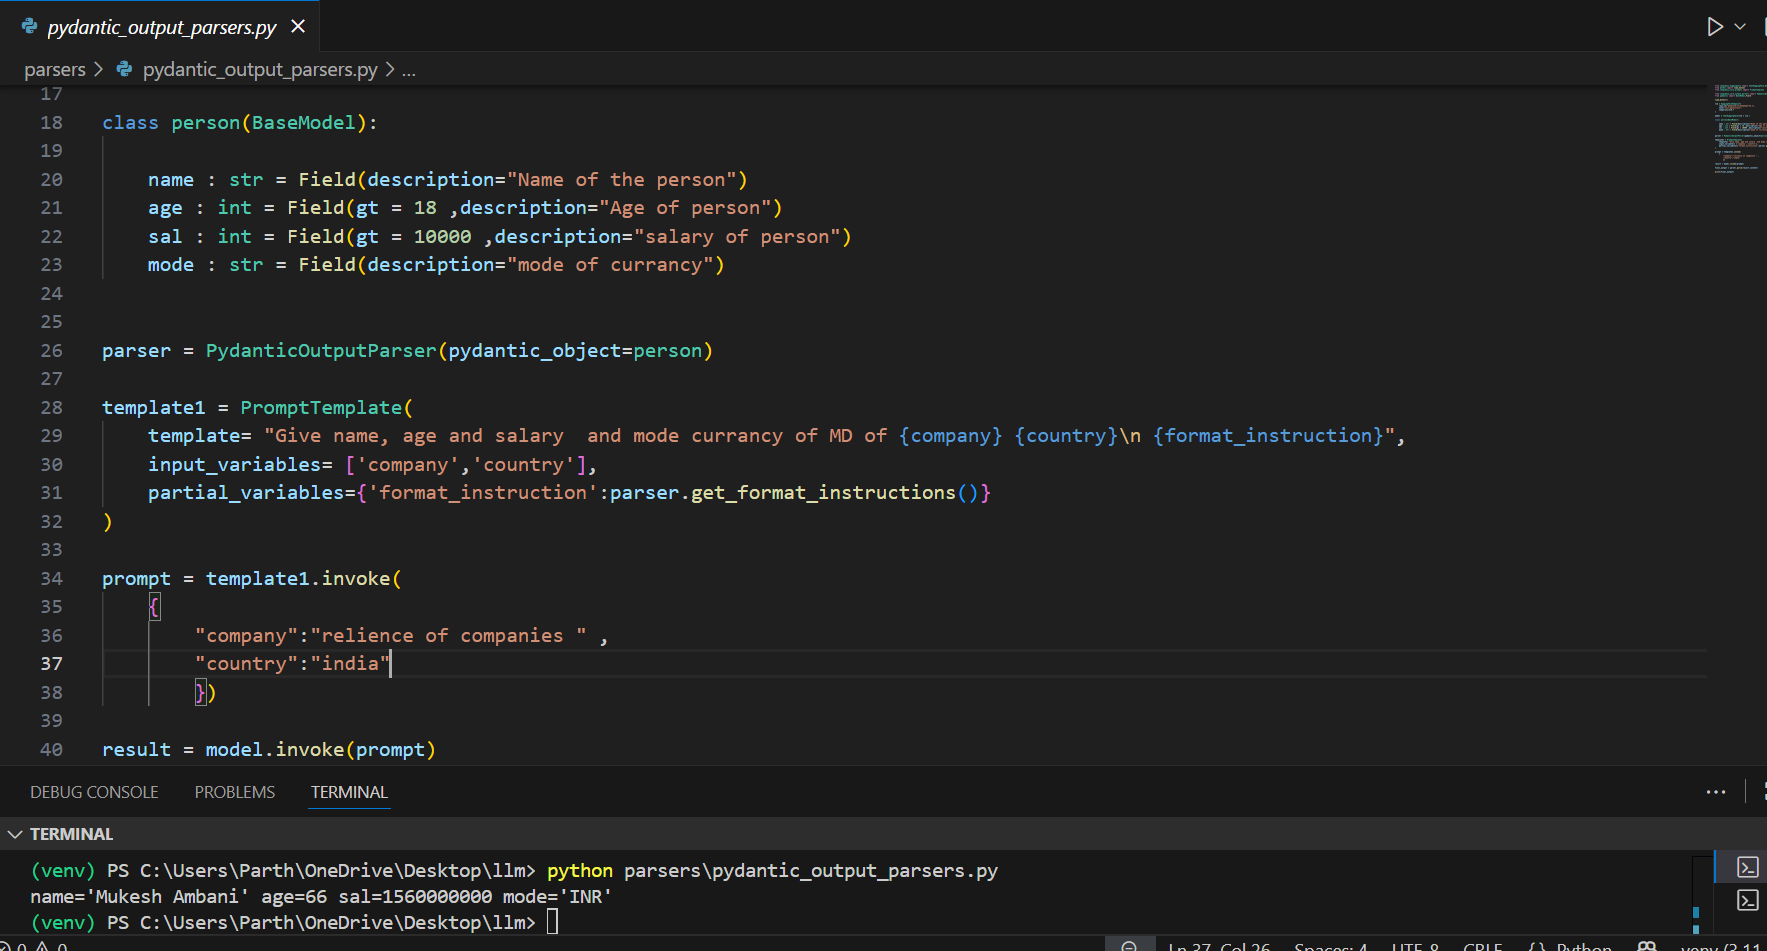 pydantic_output_parsers.py
parsers > pydantic_output_parsers.py > ...
17
18 class person(BaseModel):
19
20     name : str = Field(description="Name of the person")
21     age : int = Field(gt = 18 ,description="Age of person")
22     sal : int = Field(gt = 10000 ,description="salary of person")
23     mode : str = Field(description="mode of currancy")
24
25
26 parser = PydanticOutputParser(pydantic_object=person)
27
28 template1 = PromptTemplate(
29     template= "Give name, age and salary  and mode currancy of MD of {company} {country}\n {format_instruction}",
30     input_variables= ['company','country'],
31     partial_variables={'format_instruction':parser.get_format_instructions()}
32 )
33
34 prompt = template1.invoke(
35     {
36         "company":"relience of companies " ,
37         "country":"india"
38         })
39
40 result = model.invoke(prompt)
DEBUG CONSOLE PROBLEMS TERMINAL
TERMINAL
(venv) PS C:\Users\Parth\OneDrive\Desktop\llm> python parsers\pydantic_output_parsers.py
name='Mukesh Ambani' age=66 sal=1560000000 mode='INR'
(venv) PS C:\Users\Parth\OneDrive\Desktop\llm>
0 0 Ln 37, Col 26 Spaces: 4 UTF-8 CRLF {} Python venv (3.11